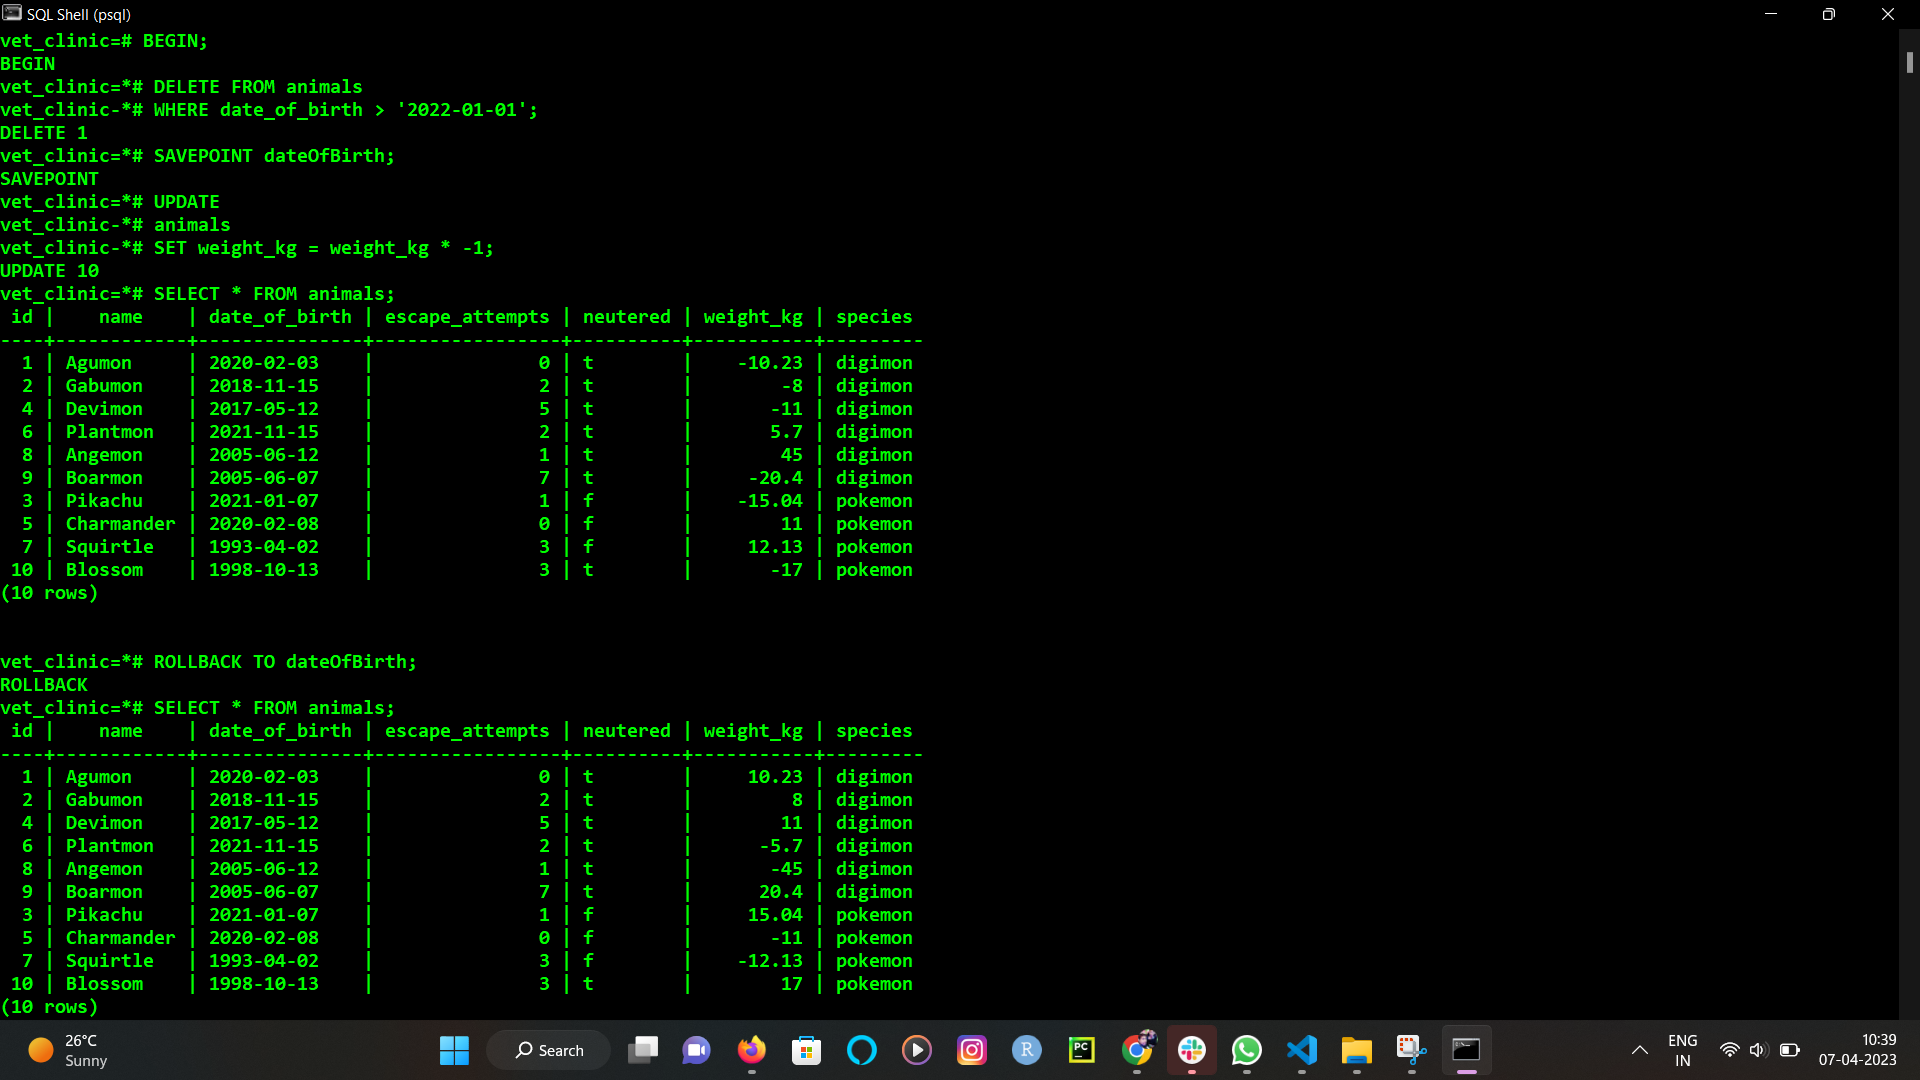 SQL Shell (psql)
vet_clinic=# BEGIN;
BEGIN
vet_clinic=*# DELETE FROM animals
vet_clinic-*# WHERE date_of_birth > '2022-01-01';
DELETE 1
vet_clinic=*# SAVEPOINT dateOfBirth;
SAVEPOINT
vet_clinic=*# UPDATE
vet_clinic-*# animals
vet_clinic-*# SET weight_kg = weight_kg * -1;
UPDATE 10
vet_clinic=*# SELECT * FROM animals;
 id |    name    | date_of_birth | escape_attempts | neutered | weight_kg | species
----+------------+---------------+-----------------+----------+-----------+---------
  1 | Agumon     | 2020-02-03    |               0 | t        |    -10.23 | digimon
  2 | Gabumon    | 2018-11-15    |               2 | t        |        -8 | digimon
  4 | Devimon    | 2017-05-12    |               5 | t        |       -11 | digimon
  6 | Plantmon   | 2021-11-15    |               2 | t        |       5.7 | digimon
  8 | Angemon    | 2005-06-12    |               1 | t        |        45 | digimon
  9 | Boarmon    | 2005-06-07    |               7 | t        |     -20.4 | digimon
  3 | Pikachu    | 2021-01-07    |               1 | f        |    -15.04 | pokemon
  5 | Charmander | 2020-02-08    |               0 | f        |        11 | pokemon
  7 | Squirtle   | 1993-04-02    |               3 | f        |     12.13 | pokemon
 10 | Blossom    | 1998-10-13    |               3 | t        |       -17 | pokemon
(10 rows)
vet_clinic=*# ROLLBACK TO dateOfBirth;
ROLLBACK
vet_clinic=*# SELECT * FROM animals;
 id |    name    | date_of_birth | escape_attempts | neutered | weight_kg | species
----+------------+---------------+-----------------+----------+-----------+---------
  1 | Agumon     | 2020-02-03    |               0 | t        |     10.23 | digimon
  2 | Gabumon    | 2018-11-15    |               2 | t        |         8 | digimon
  4 | Devimon    | 2017-05-12    |               5 | t        |        11 | digimon
  6 | Plantmon   | 2021-11-15    |               2 | t        |      -5.7 | digimon
  8 | Angemon    | 2005-06-12    |               1 | t        |       -45 | digimon
  9 | Boarmon    | 2005-06-07    |               7 | t        |      20.4 | digimon
  3 | Pikachu    | 2021-01-07    |               1 | f        |     15.04 | pokemon
  5 | Charmander | 2020-02-08    |               0 | f        |       -11 | pokemon
  7 | Squirtle   | 1993-04-02    |               3 | f        |    -12.13 | pokemon
 10 | Blossom    | 1998-10-13    |               3 | t        |        17 | pokemon
(10 rows)
26°C
Sunny
Search
R
PC
ENG
IN
10:39
07-04-2023